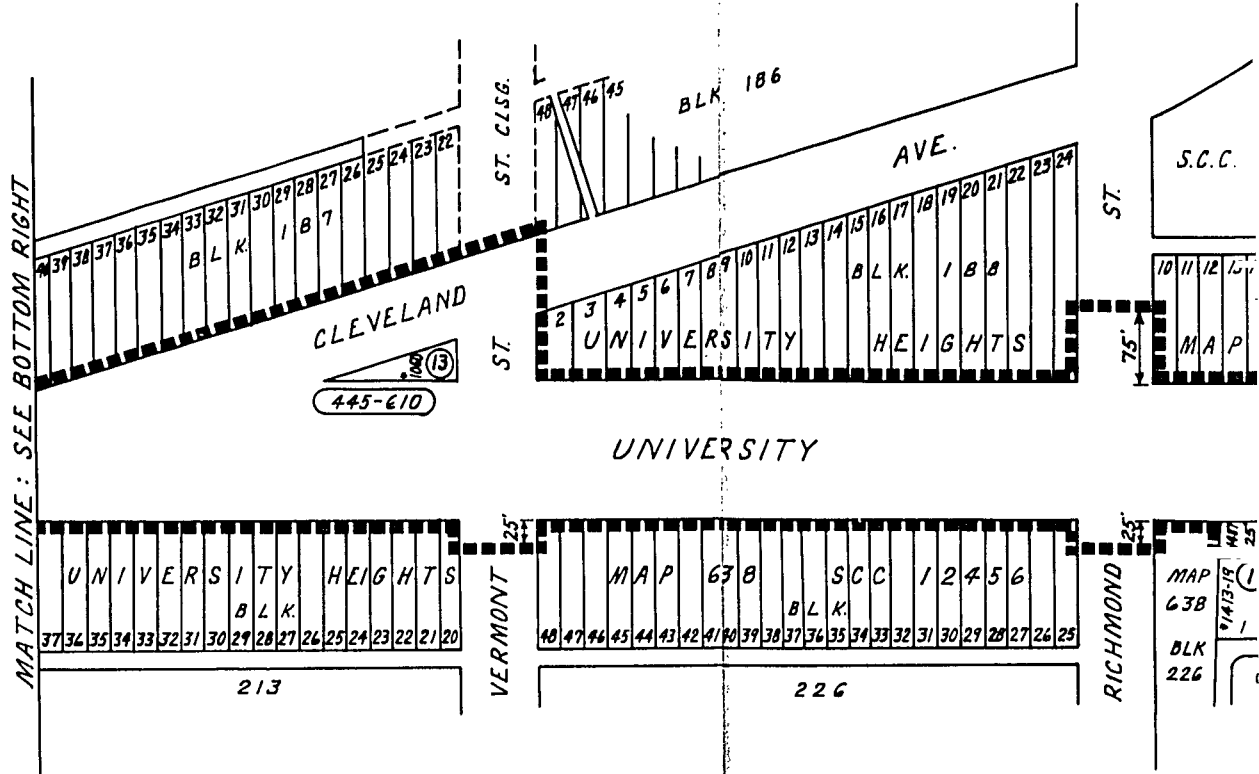 MATCH LINE: SEE BOTTOM RIGHT
ST. CLSG.
48 47 46 45
BLK 186
AVE.
S.C.C.
ST.
40 39 38 37 36 35 34 33 32 31 30 29 28 27 26 25 24 23 22
BLK. 187
CLEVELAND
ST.
1060 13
445-610
2 3 4 5 6 7 8 9 10 11 12 13 14 15 16 17 18 19 20 21 22 23 24
BLK. 188
UNIVERSITY HEIGHTS
75'
10 11 12 13
MAP
UNIVERSITY
25'
25'
UNIVERSITY HEIGHTS
BLK.
37 36 35 34 33 32 31 30 29 28 27 26 25 24 23 22 21 20
213
VERMONT
MAP 638 SCC 12456
BLK.
48 47 46 45 44 43 42 41 40 39 38 37 36 35 34 33 32 31 30 29 28 27 26 25
226
RICHMOND
MAP
638
BLK
226
*1413-19
1
1
25